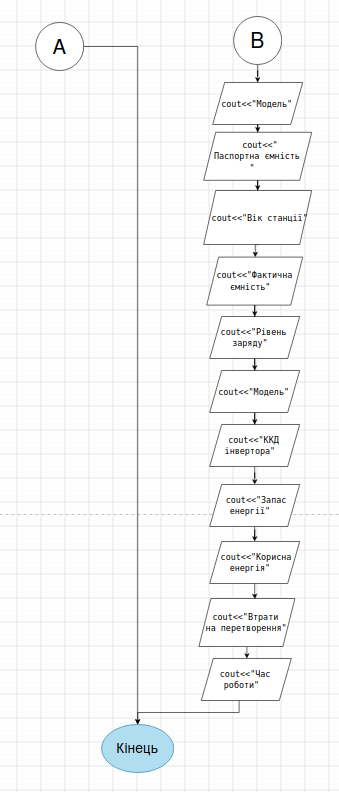 A
B
cout<<"Модель"
cout<<"
Паспортна ємність
"
cout<<"Вік станції"
cout<<"Фактична
ємність"
cout<<"Рівень
заряду"
cout<<"Модель"
cout<<"ККД
інвертора"
cout<<"Запас
енергії"
cout<<"Корисна
енергія"
cout<<"Втрати
на перетворення"
cout<<"Час
роботи"
Кінець